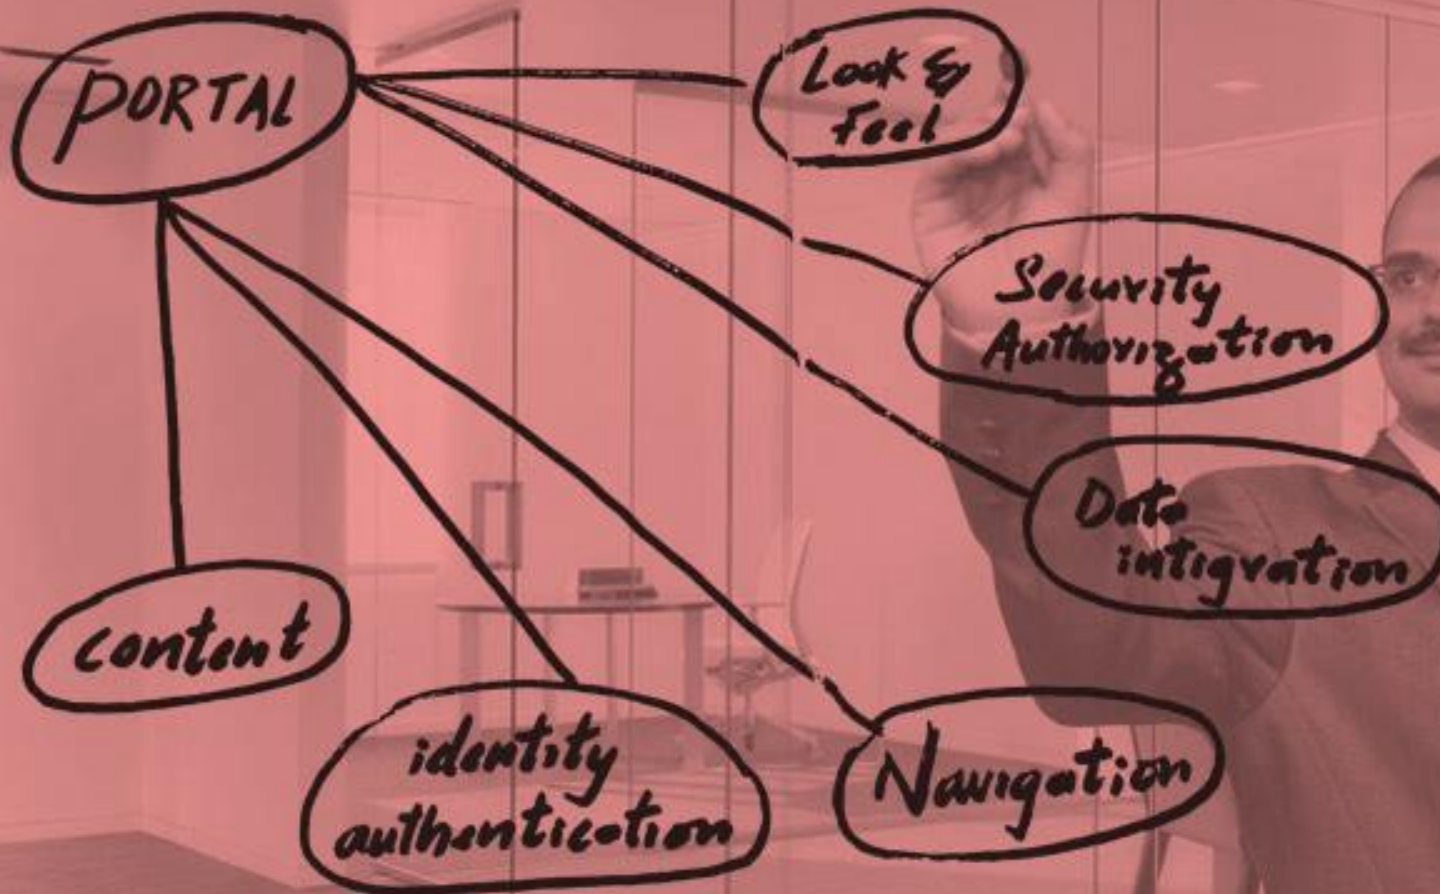 PORTAL
Look &
Feel
Security
Authorization
Data
intigration
content
identity
authentication
Navigation